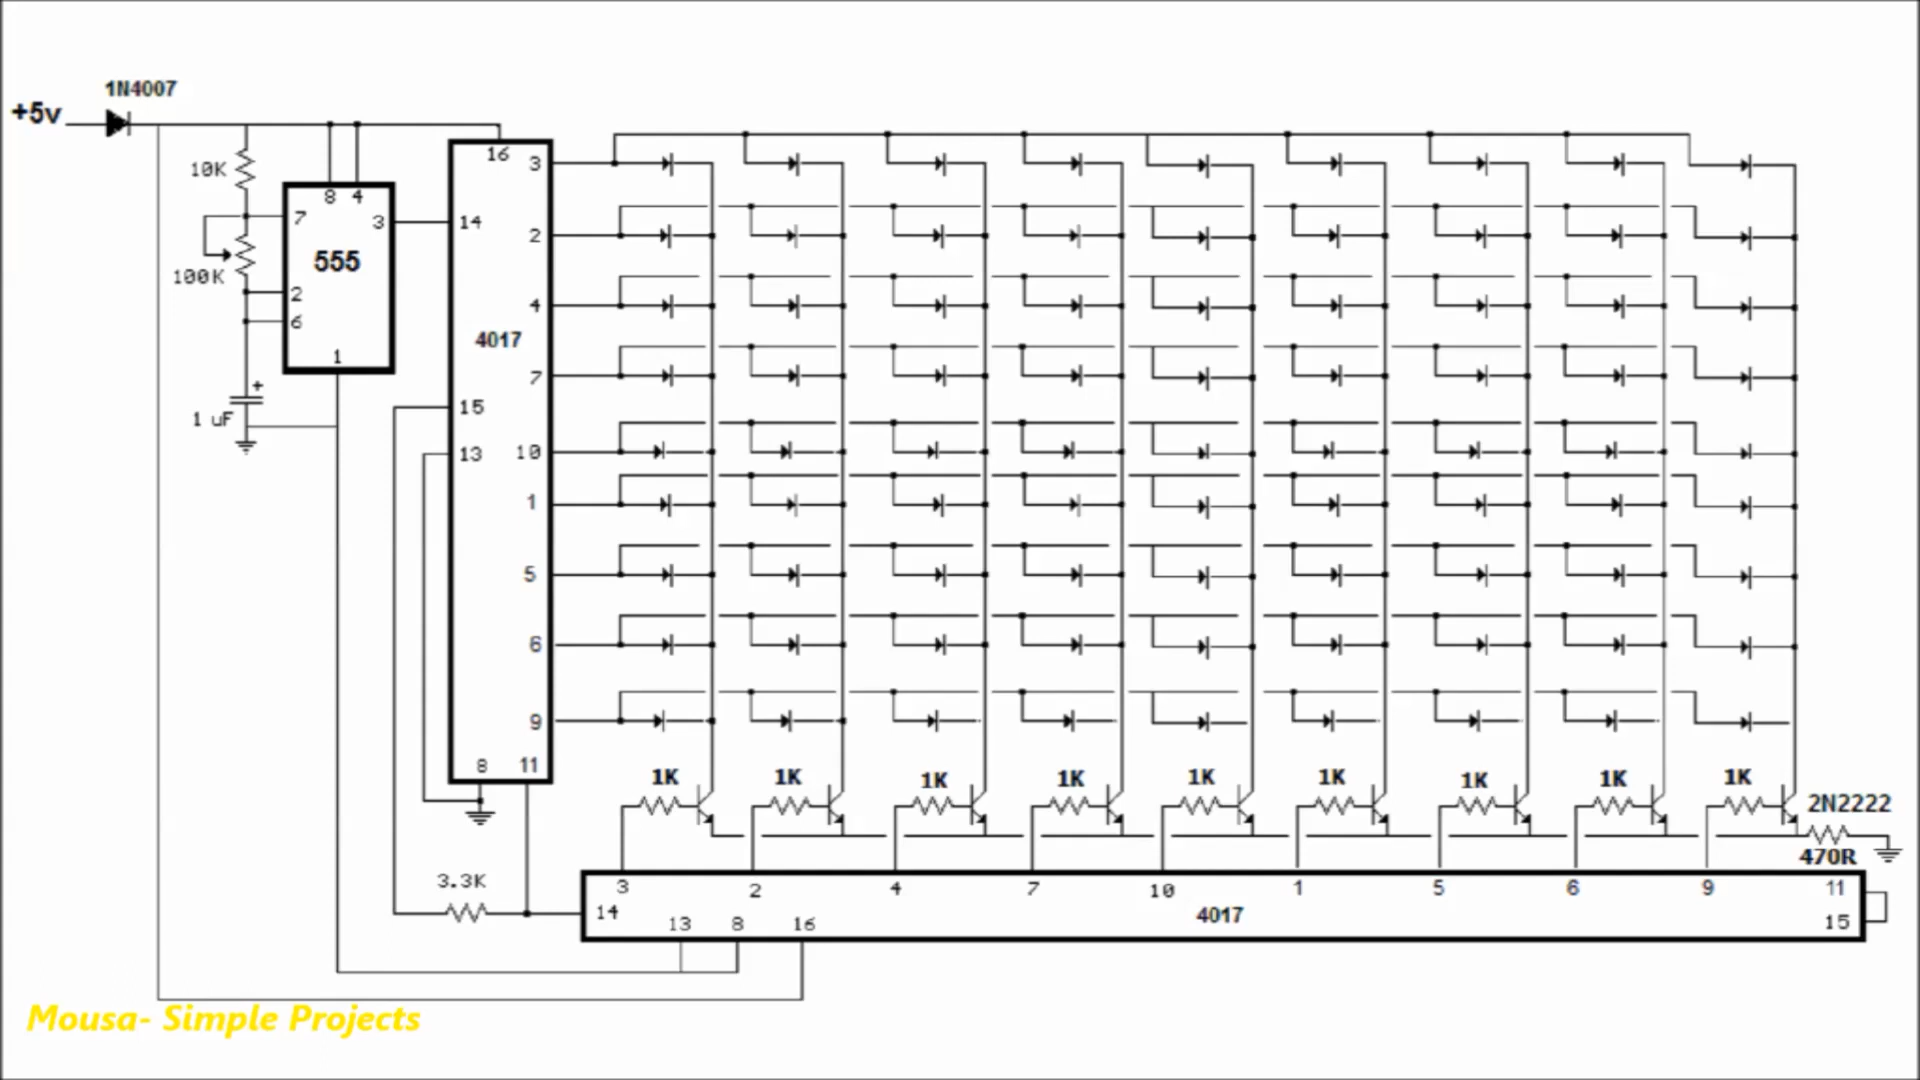 1N4007
+5v
10K
100K
1 uF
+
8 4
7
3
555
2
6
1
16
3
14
2
4
4017
7
15
13
10
1
5
6
9
8
11
1K 1K 1K 1K 1K 1K 1K 1K 1K
2N2222
470R
3.3K
3 2 4 7 10 1 5 6 9 11
14
4017
13 8 16
15
Mousa- Simple Projects